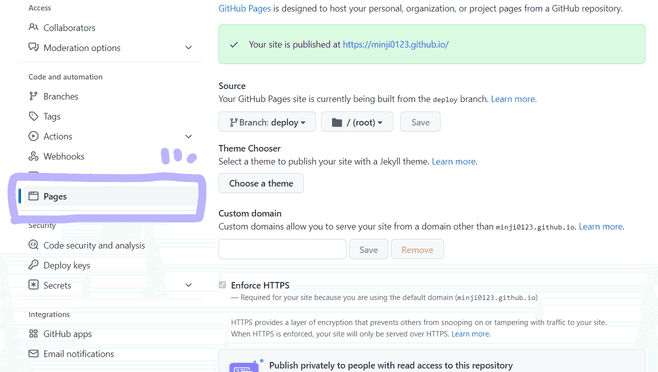 Access
Collaborators
Moderation options
Code and automation
Branches
Tags
Actions
Webhooks
Pages
Security
Code security and analysis
Deploy keys
Secrets
Integrations
GitHub apps
Email notifications
GitHub Pages is designed to host your personal, organization, or project pages from a GitHub repository.
Your site is published at https://minji0123.github.io/
Source
Your GitHub Pages site is currently being built from the deploy branch. Learn more.
Branch: deploy
/ (root)
Save
Theme Chooser
Select a theme to publish your site with a Jekyll theme. Learn more.
Choose a theme
Custom domain
Custom domains allow you to serve your site from a domain other than minji0123.github.io. Learn more.
Save
Remove
Enforce HTTPS
— Required for your site because you are using the default domain (minji0123.github.io)
HTTPS provides a layer of encryption that prevents others from snooping on or tampering with traffic to your site.
When HTTPS is enforced, your site will only be served over HTTPS. Learn more.
Publish privately to people with read access to this repository